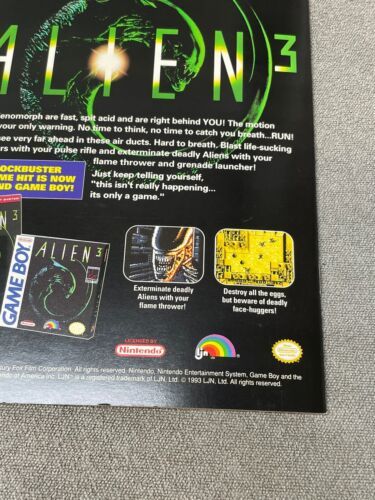 ALIEN 3
enomorph are fast, spit acid and are right behind YOU! The motion
your only warning. No time to think, no time to catch you breath...RUN!
see very far ahead in these air ducts. Hard to breath. Blast life-sucking
rs with your pulse rifle and exterminate deadly Aliens with your
flame thrower and grenade launcher!
OCKBUSTER
ME HIT IS NOW
ND GAME BOY!
Just keep telling yourself,
"this isn't really happening...
its only a game."
3
ALIEN 3
GAME BOY
Exterminate deadly
Aliens with your
flame thrower!
Destroy all the eggs,
but beware of deadly
face-huggers!
LICENSED BY
Nintendo
LJN
tury Fox Film Corporation. All rights reserved. Nintendo, Nintendo Entertainment System, Game Boy and the
ndo of America Inc. LJN® is a registered trademark of LJN, Ltd. © 1993 LJN, Ltd. All rights reserved.